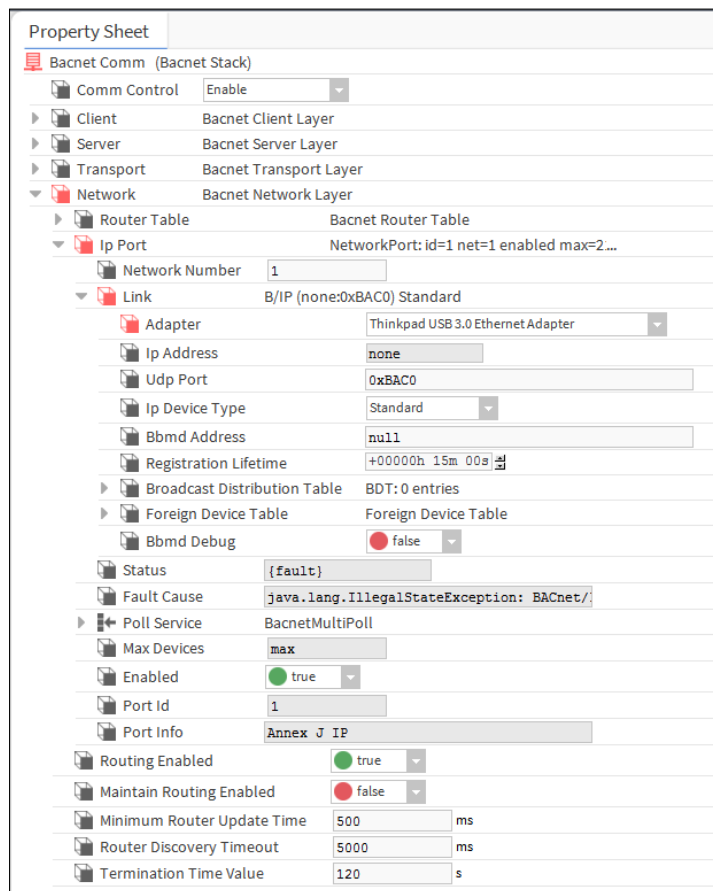 Property Sheet
Bacnet Comm (Bacnet Stack)
Comm Control Enable
Client Bacnet Client Layer
Server Bacnet Server Layer
Transport Bacnet Transport Layer
Network Bacnet Network Layer
Router Table Bacnet Router Table
Ip Port NetworkPort: id=1 net=1 enabled max=2...
Network Number 1
Link B/IP (none:0xBAC0) Standard
Adapter Thinkpad USB 3.0 Ethernet Adapter
Ip Address none
Udp Port 0xBAC0
Ip Device Type Standard
Bbmd Address null
Registration Lifetime +00000h 15m 00s
Broadcast Distribution Table BDT: 0 entries
Foreign Device Table Foreign Device Table
Bbmd Debug false
Status {fault}
Fault Cause java.lang.IllegalStateException: BACnet/
Poll Service BacnetMultiPoll
Max Devices max
Enabled true
Port Id 1
Port Info Annex J IP
Routing Enabled true
Maintain Routing Enabled false
Minimum Router Update Time 500 ms
Router Discovery Timeout 5000 ms
Termination Time Value 120 s